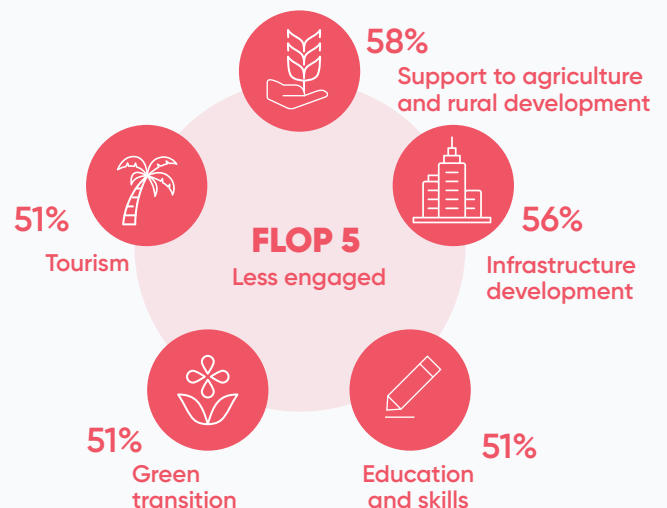 58%
Support to agriculture
and rural development
56%
Infrastructure
development
51%
Education
and skills
51%
Green
transition
51%
Tourism
FLOP 5
Less engaged